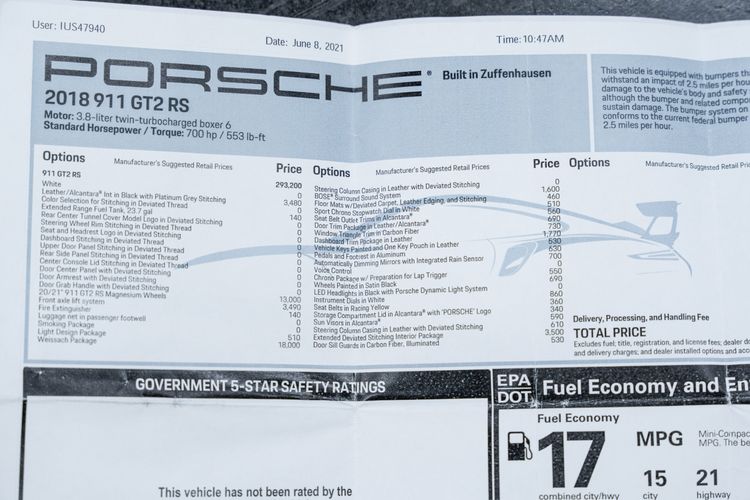 User: IUS47940
Date: June 8, 2021
Time: 10:47AM
PORSCHE®
Built in Zuffenhausen
2018 911 GT2 RS
Motor: 3.8-liter twin-turbocharged boxer 6
Standard Horsepower / Torque: 700 hp / 553 lb-ft
This vehicle is equipped with bumpers th
withstand an impact of 2.5 miles per hou
damage to the vehicle's body and safety
although the bumper and related compo
sustain damage. The bumper system on
conforms to the current federal bumper
2.5 miles per hour.
Options Manufacturer's Suggested Retail Prices Price
911 GT2 RS 293,200
White 0
Leather/Alcantara® Int in Black with Platinum Grey Stitching 3,480
Color Selection for Stitching in Deviated Thread 0
Extended Range Fuel Tank, 23.7 gal 140
Rear Center Tunnel Cover Model Logo in Deviated Stitching 0
Steering Wheel Rim Stitching in Deviated Thread 0
Seat and Headrest Logo in Deviated Stitching 0
Dashboard Stitching in Deviated Thread 0
Upper Door Panel Stitching in Deviated Thread 0
Rear Side Panel Stitching in Deviated Thread 0
Center Console Lid Stitching in Deviated Thread 0
Door Center Panel with Deviated Stitching 0
Door Armrest with Deviated Stitching 0
Door Grab Handle with Deviated Stitching 0
20/21" 911 GT2 RS Magnesium Wheels 13,000
Front axle lift system 3,490
Fire Extinguisher 140
Luggage net in passenger footwell 0
Smoking Package 0
Light Design Package 510
Weissach Package 18,000
Options Manufacturer's Suggested Retail Prices Price
Steering Column Casing in Leather with Deviated Stitching 0
BOSE® Surround Sound System 1,600
Floor Mats w/Deviated Carpet, Leather Edging, and Stitching 460
Sport Chrono Stopwatch Dial in White 510
Seat Belt Outlet Trims in Alcantara® 560
Door Trim Package in Leather/Alcantara® 690
Window Triangle Trim in Carbon Fiber 730
Dashboard Trim Package in Leather 1,770
Vehicle Keys Painted and One Key Pouch in Leather 530
Pedals and Footrest in Aluminum 630
Automatically Dimming Mirrors with Integrated Rain Sensor 700
Voice Control 0
Chrono Package w/ Preparation for Lap Trigger 550
Wheels Painted in Satin Black 690
LED Headlights in Black with Porsche Dynamic Light System 0
Instrument Dials in White 860
Seat Belts in Racing Yellow 360
Storage Compartment Lid in Alcantara® with 'PORSCHE' Logo 340
Sun Visors in Alcantara® 590
Steering Column Casing in Leather with Deviated Stitching 610
Extended Deviated Stitching Interior Package 3,500
Door Sill Guards in Carbon Fiber, Illuminated 530
Options Manufacturer's Suggested Retail Pri
Delivery, Processing, and Handling Fee
TOTAL PRICE
Excludes fuel; title, registration, and license fees; dealer d
and delivery charges; and dealer installed options and acc
GOVERNMENT 5-STAR SAFETY RATINGS
This vehicle has not been rated by the
EPA
DOT
Fuel Economy and En
Fuel Economy
17 MPG
combined city/hwy
15
city
21
highway
Mini-Compac
MPG. The be